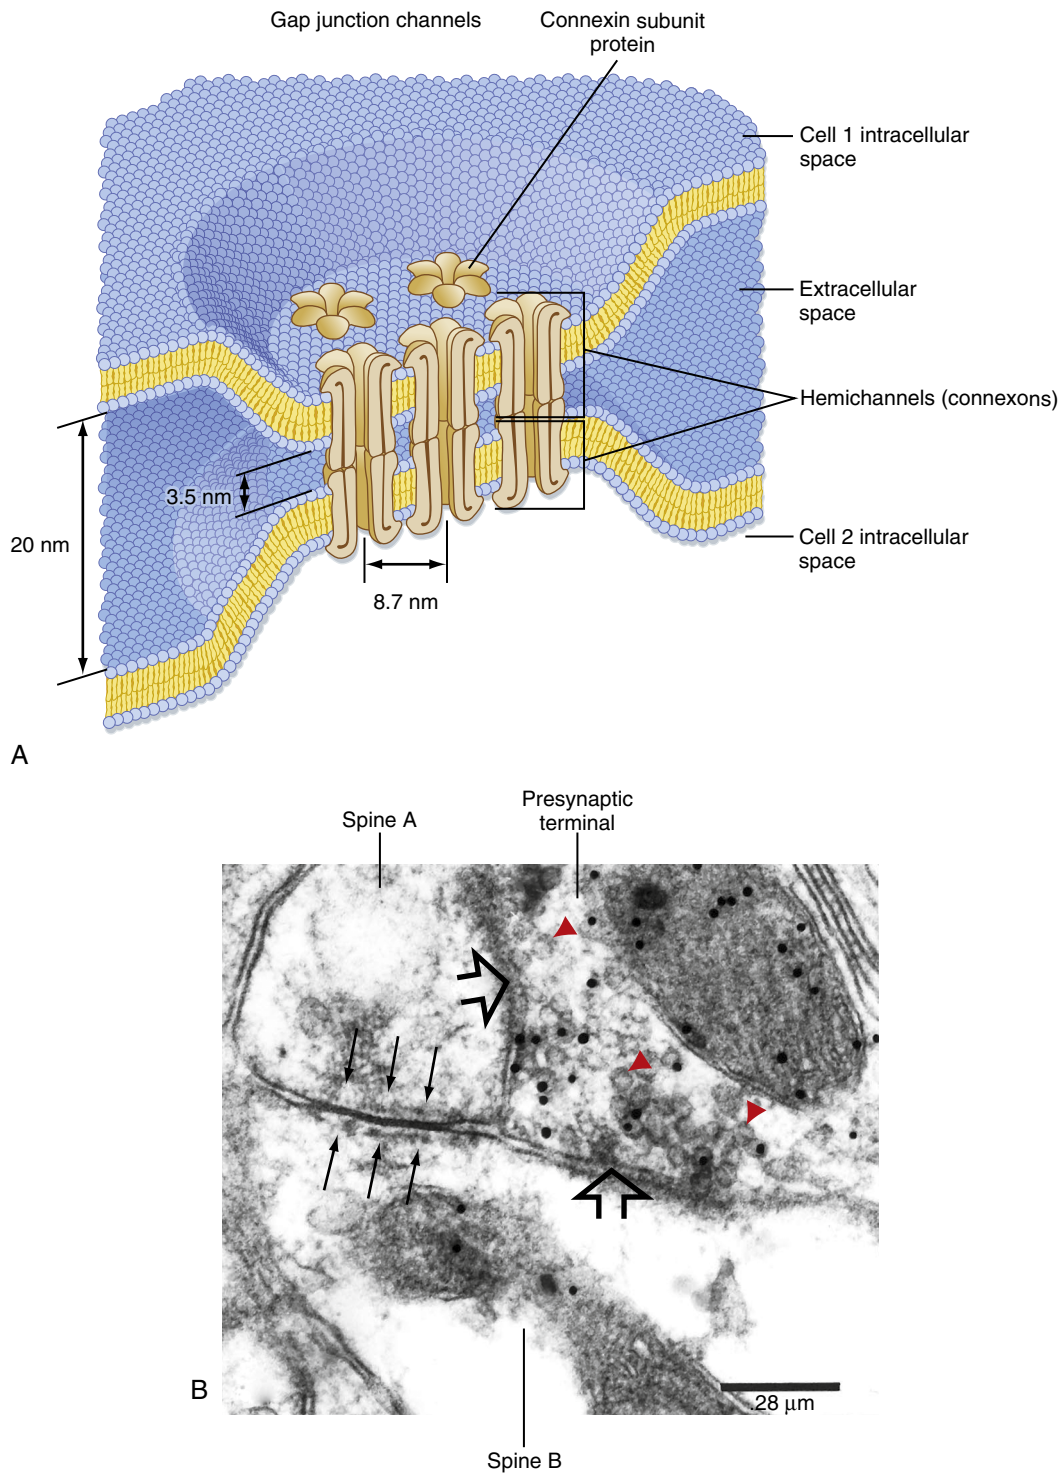 Gap junction channels
Connexin subunit
protein
Cell 1 intracellular
space
Extracellular
space
Hemichannels (connexons)
3.5 nm
20 nm
Cell 2 intracellular
space
8.7 nm
A
Presynaptic
terminal
Spine A
B
.28 μm
Spine B